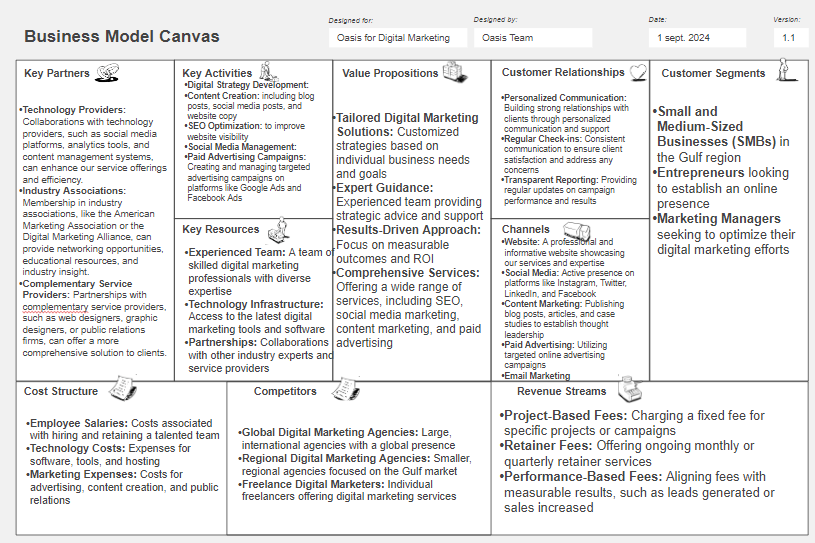 Designed for:
Designed by:
Date:
Version:
Business Model Canvas
Oasis for Digital Marketing
Oasis Team
1 sept. 2024
1.1
Key Partners
•Technology Providers:
Collaborations with technology
providers, such as social media
platforms, analytics tools, and
content management systems,
can enhance our service offerings
and efficiency.
•Industry Associations:
Membership in industry
associations, like the American
Marketing Association or the
Digital Marketing Alliance, can
provide networking opportunities,
educational resources, and
industry insight.
•Complementary Service
Providers: Partnerships with
complementary service providers,
such as web designers, graphic
designers, or public relations
firms, can offer a more
comprehensive solution to clients.
Key Activities
•Digital Strategy Development:
•Content Creation: including blog
posts, social media posts, and
website copy
•SEO Optimization: to improve
website visibility
•Social Media Management:
•Paid Advertising Campaigns:
Creating and managing targeted
advertising campaigns on
platforms like Google Ads and
Facebook Ads
Key Resources
•Experienced Team: A team of
skilled digital marketing
professionals with diverse
expertise
•Technology Infrastructure:
Access to the latest digital
marketing tools and software
•Partnerships: Collaborations
with other industry experts and
service providers
Value Propositions
•Tailored Digital Marketing
Solutions: Customized
strategies based on
individual business needs
and goals
•Expert Guidance:
Experienced team providing
strategic advice and support
•Results-Driven Approach:
Focus on measurable
outcomes and ROI
•Comprehensive Services:
Offering a wide range of
services, including SEO,
social media marketing,
content marketing, and paid
advertising
Customer Relationships
•Personalized Communication:
Building strong relationships with
clients through personalized
communication and support
•Regular Check-ins: Consistent
communication to ensure client
satisfaction and address any
concerns
•Transparent Reporting: Providing
regular updates on campaign
performance and results
Channels
•Website: A professional and
informative website showcasing
our services and expertise
•Social Media: Active presence on
platforms like Instagram, Twitter,
LinkedIn, and Facebook
•Content Marketing: Publishing
blog posts, articles, and case
studies to establish thought
leadership
•Paid Advertising: Utilizing
targeted online advertising
campaigns
•Email Marketing
Customer Segments
•Small and
Medium-Sized
Businesses (SMBs) in
the Gulf region
•Entrepreneurs looking
to establish an online
presence
•Marketing Managers
seeking to optimize their
digital marketing efforts
Cost Structure
•Employee Salaries: Costs associated
with hiring and retaining a talented team
•Technology Costs: Expenses for
software, tools, and hosting
•Marketing Expenses: Costs for
advertising, content creation, and public
relations
Competitors
•Global Digital Marketing Agencies: Large,
international agencies with a global presence
•Regional Digital Marketing Agencies: Smaller,
regional agencies focused on the Gulf market
•Freelance Digital Marketers: Individual
freelancers offering digital marketing services
Revenue Streams
•Project-Based Fees: Charging a fixed fee for
specific projects or campaigns
•Retainer Fees: Offering ongoing monthly or
quarterly retainer services
•Performance-Based Fees: Aligning fees with
measurable results, such as leads generated or
sales increased